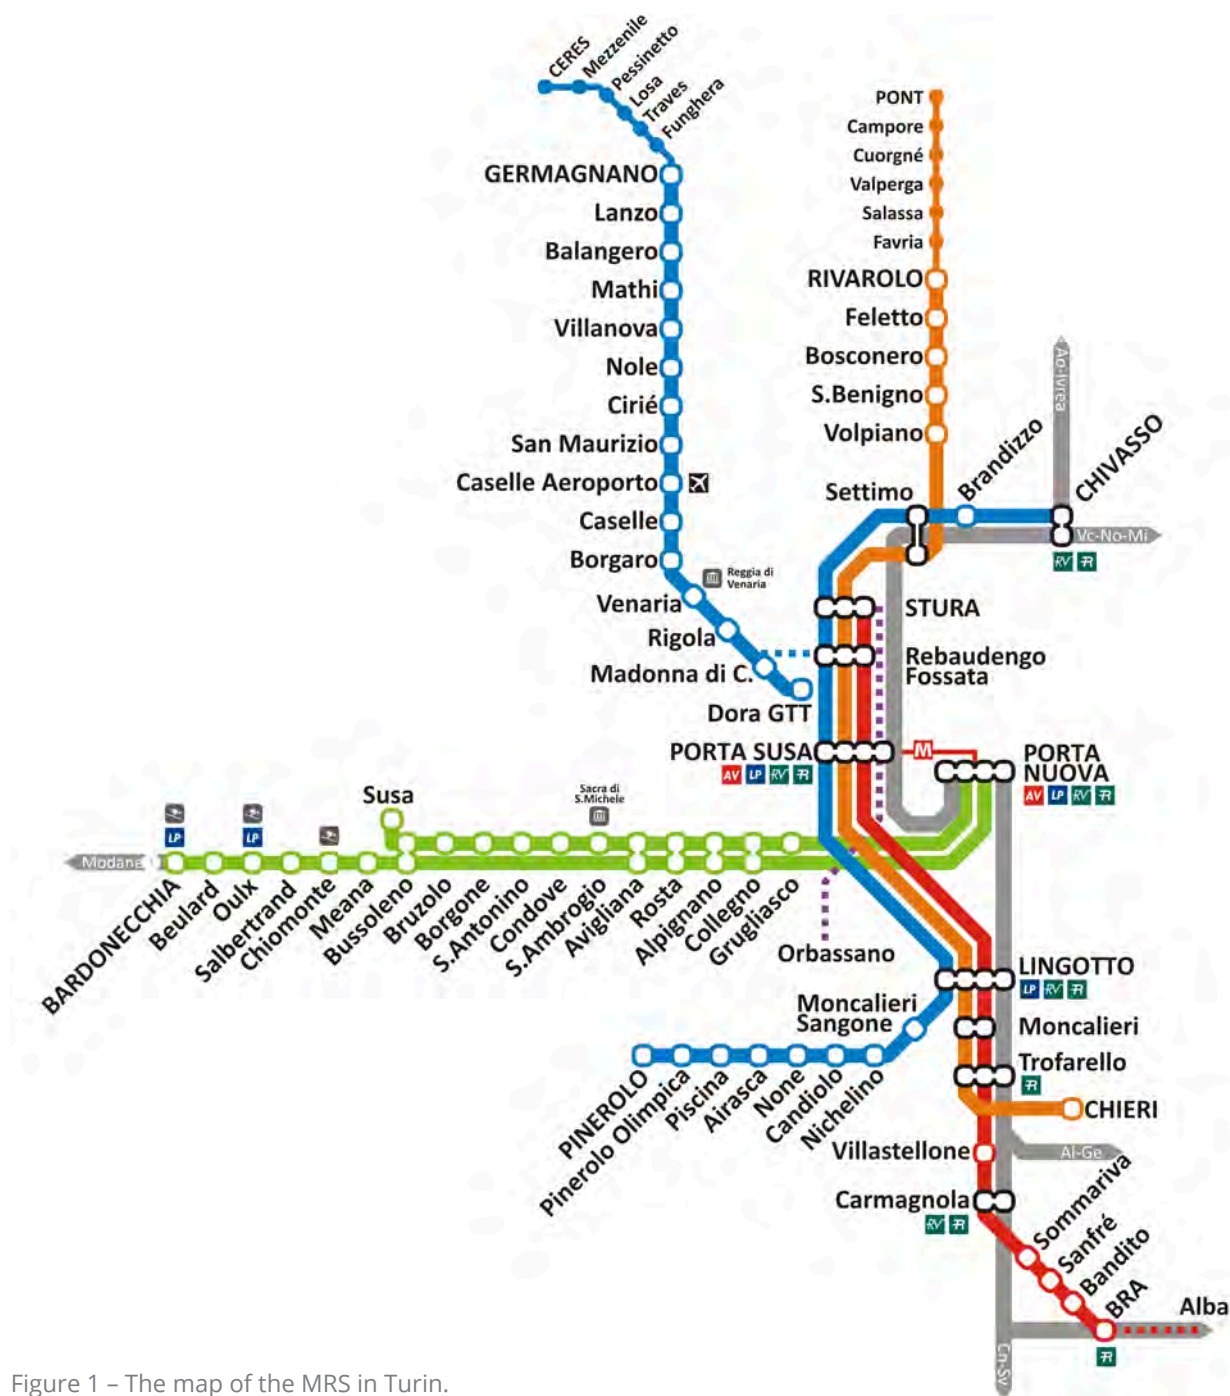 CERES
Mezzenile
Pessinetto
Losa
Traves
Funghera
GERMAGNANO
Lanzo
Balangero
Mathi
Villanova
Nole
Cirié
San Maurizio
Caselle Aeroporto
Caselle
Borgaro
Reggia di
Venaria
Venaria
Rigola
Madonna di C.
Dora GTT
PONT
Campore
Cuorgné
Valperga
Salassa
Favria
RIVAROLO
Feletto
Bosconero
S.Benigno
Volpiano
Settimo
Brandizzo
CHIVASSO
Ao-Ivrea
Vc-No-Mi
RV R
STURA
Rebaudengo
Fossata
PORTA SUSA
AV LP RV R
M
PORTA
NUOVA
AV LP RV R
Susa
Sacra di
S.Michele
LP
LP
Modane
BARDONECCHIA
Beulard
Oulx
Salbertrand
Chiomonte
Meana
Bussoleno
Bruzolo
Borgone
S.Antonino
Condove
S.Ambrogio
Avigliana
Rosta
Alpignano
Collegno
Grugliasco
Orbassano
LINGOTTO
LP RV R
Moncalieri
Sangone
Moncalieri
Trofarello
R
PINEROLO
Pinerolo Olimpica
Piscina
Airasca
None
Candiolo
Nichelino
CHIERI
Villastellone
Al-Ge
Carmagnola
RV R
Sommariva
Sanfré
Bandito
BRA
R
Alba
Cn-Sv
Figure 1 – The map of the MRS in Turin.